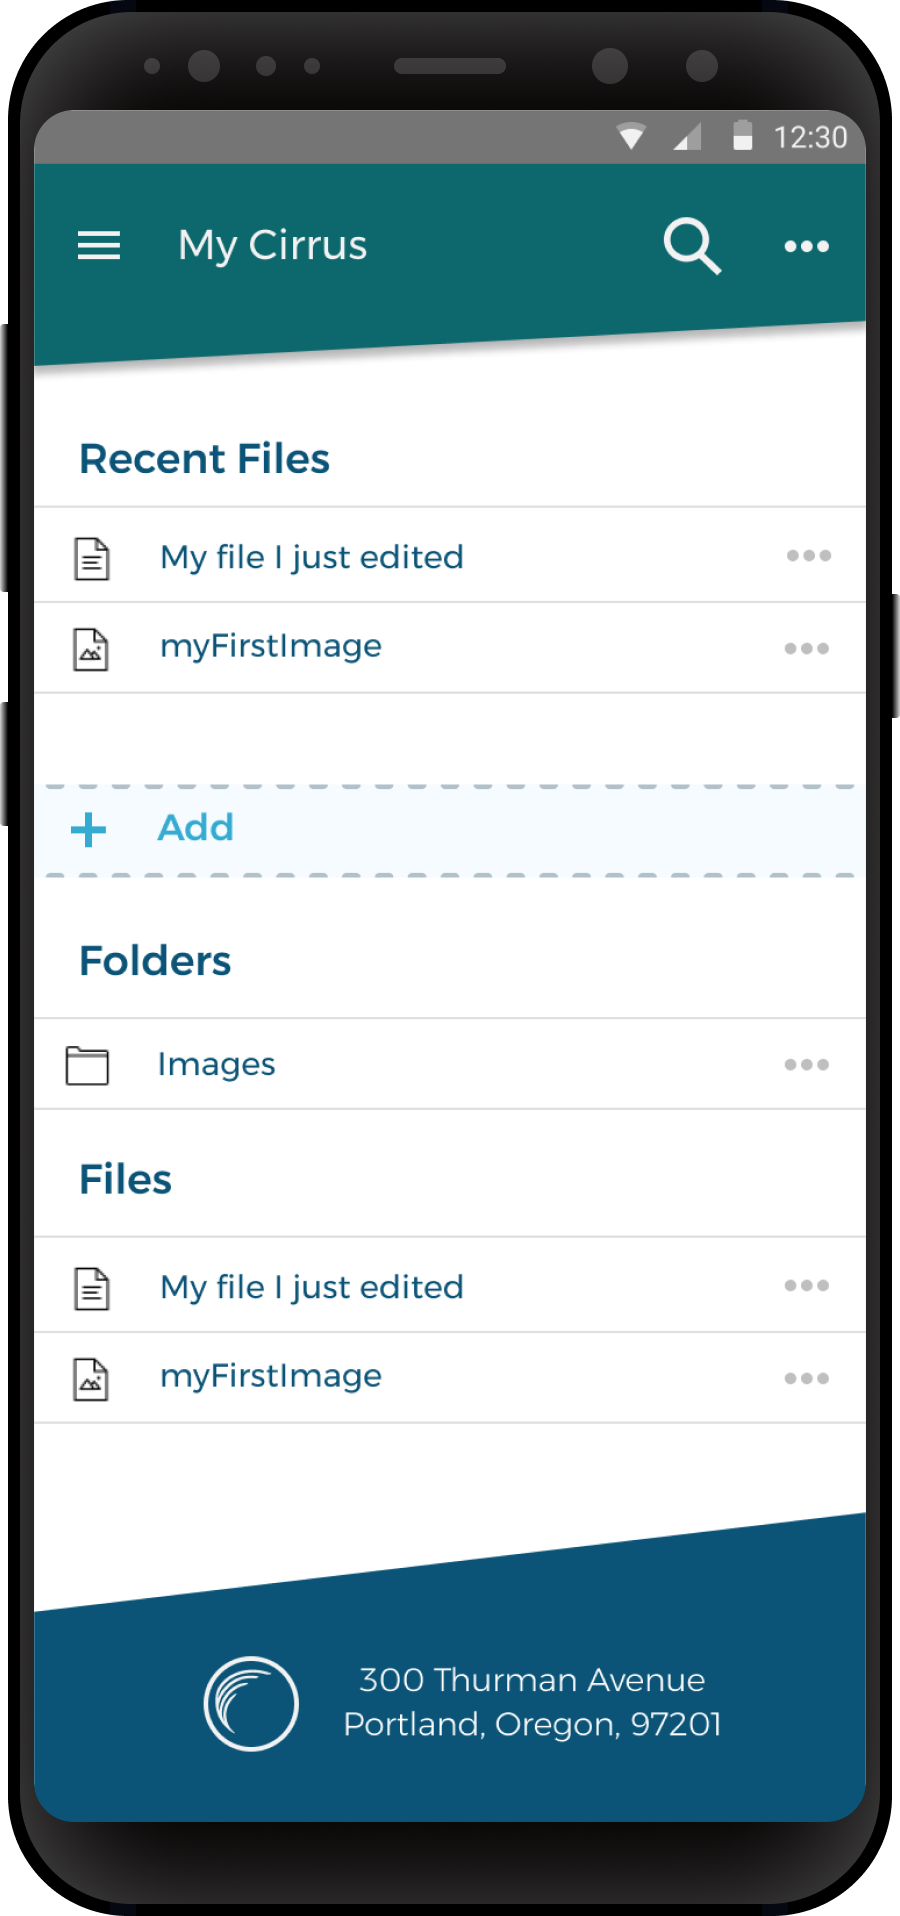 12:30
My Cirrus
Recent Files
My file I just edited
myFirstImage
Add
Folders
Images
Files
My file I just edited
myFirstImage
300 Thurman Avenue
Portland, Oregon, 97201